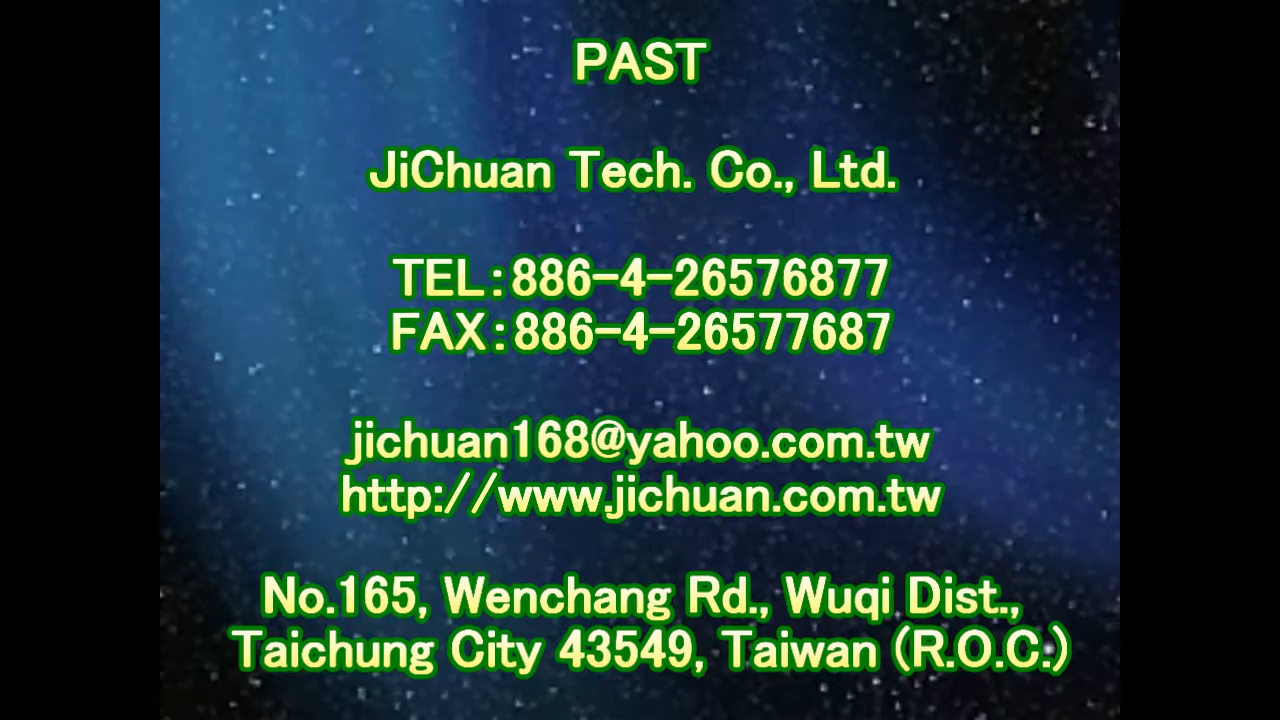 PAST
JiChuan Tech. Co., Ltd.
TEL:886-4-26576877
FAX:886-4-26577687
jichuan168@yahoo.com.tw
http://www.jichuan.com.tw
No.165, Wenchang Rd., Wuqi Dist.,
Taichung City 43549, Taiwan (R.O.C.)